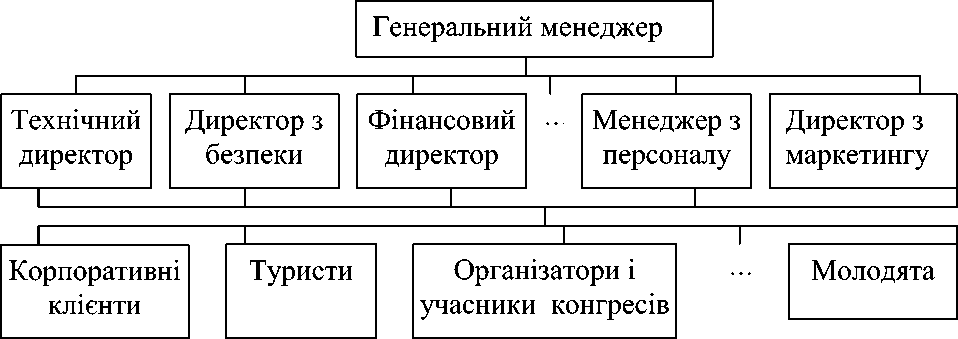 Генеральний менеджер
Технічний директор
Директор з безпеки
Фінансовий директор
...
Менеджер з персоналу
Директор з маркетингу
Корпоративні клієнти
Туристи
Організатори і учасники конгресів
...
Молодята